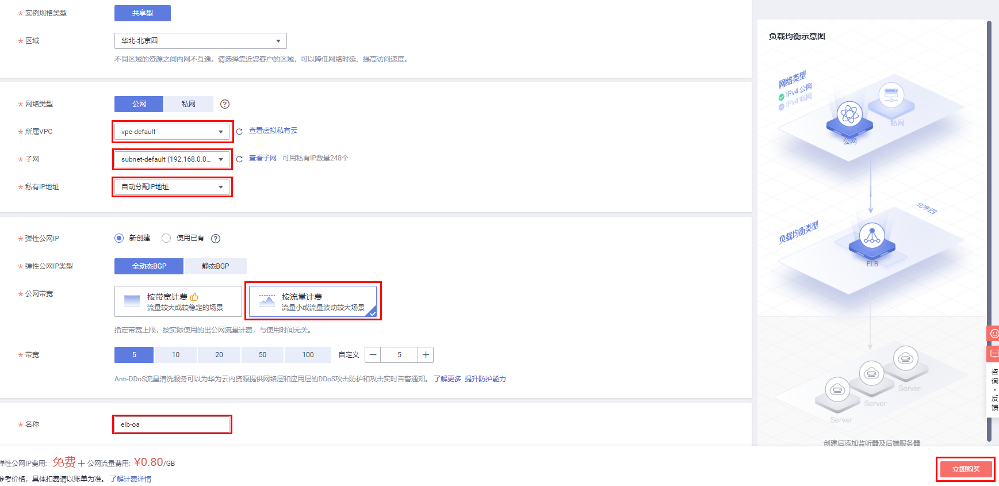 * 实例规格类型
共享型
* 区域
华北-北京四
不同区域的资源之间内网不互通。请选择靠近您客户的区域，可以降低网络时延、提高访问速度。
* 网络类型
公网
私网
?
* 所属VPC
vpc-default
查看虚拟私有云
* 子网
subnet-default (192.168.0.0...
查看子网
可用私有IP数量248个
* 私有IP地址
自动分配IP地址
* 弹性公网IP
新创建
使用已有
?
* 弹性公网IP类型
全动态BGP
静态BGP
* 公网带宽
按带宽计费
流量较大或较稳定的场景
按流量计费
流量小或流量波动较大场景
指定带宽上限，按实际使用的出公网流量计费，与使用时间无关。
* 带宽
5
10
20
50
100
自定义
— 5 +
Anti-DDoS流量清洗服务可以为华为云内资源提供网络层和应用层的DDoS攻击防护和攻击实时告警通知。 了解更多 提升防护能力
* 名称
elb-oa
弹性公网IP费用: 免费 + 公网流量费用: ¥0.80/GB
参考价格，具体扣费请以账单为准。 了解计费详情
立即购买
负载均衡示意图
网络类型
IPv4 公网
IPv4 私网
私网
公网
北京四
负载均衡类型
ELB
Server
Server
Server
创建后添加监听器及后端服务器
咨询·反馈